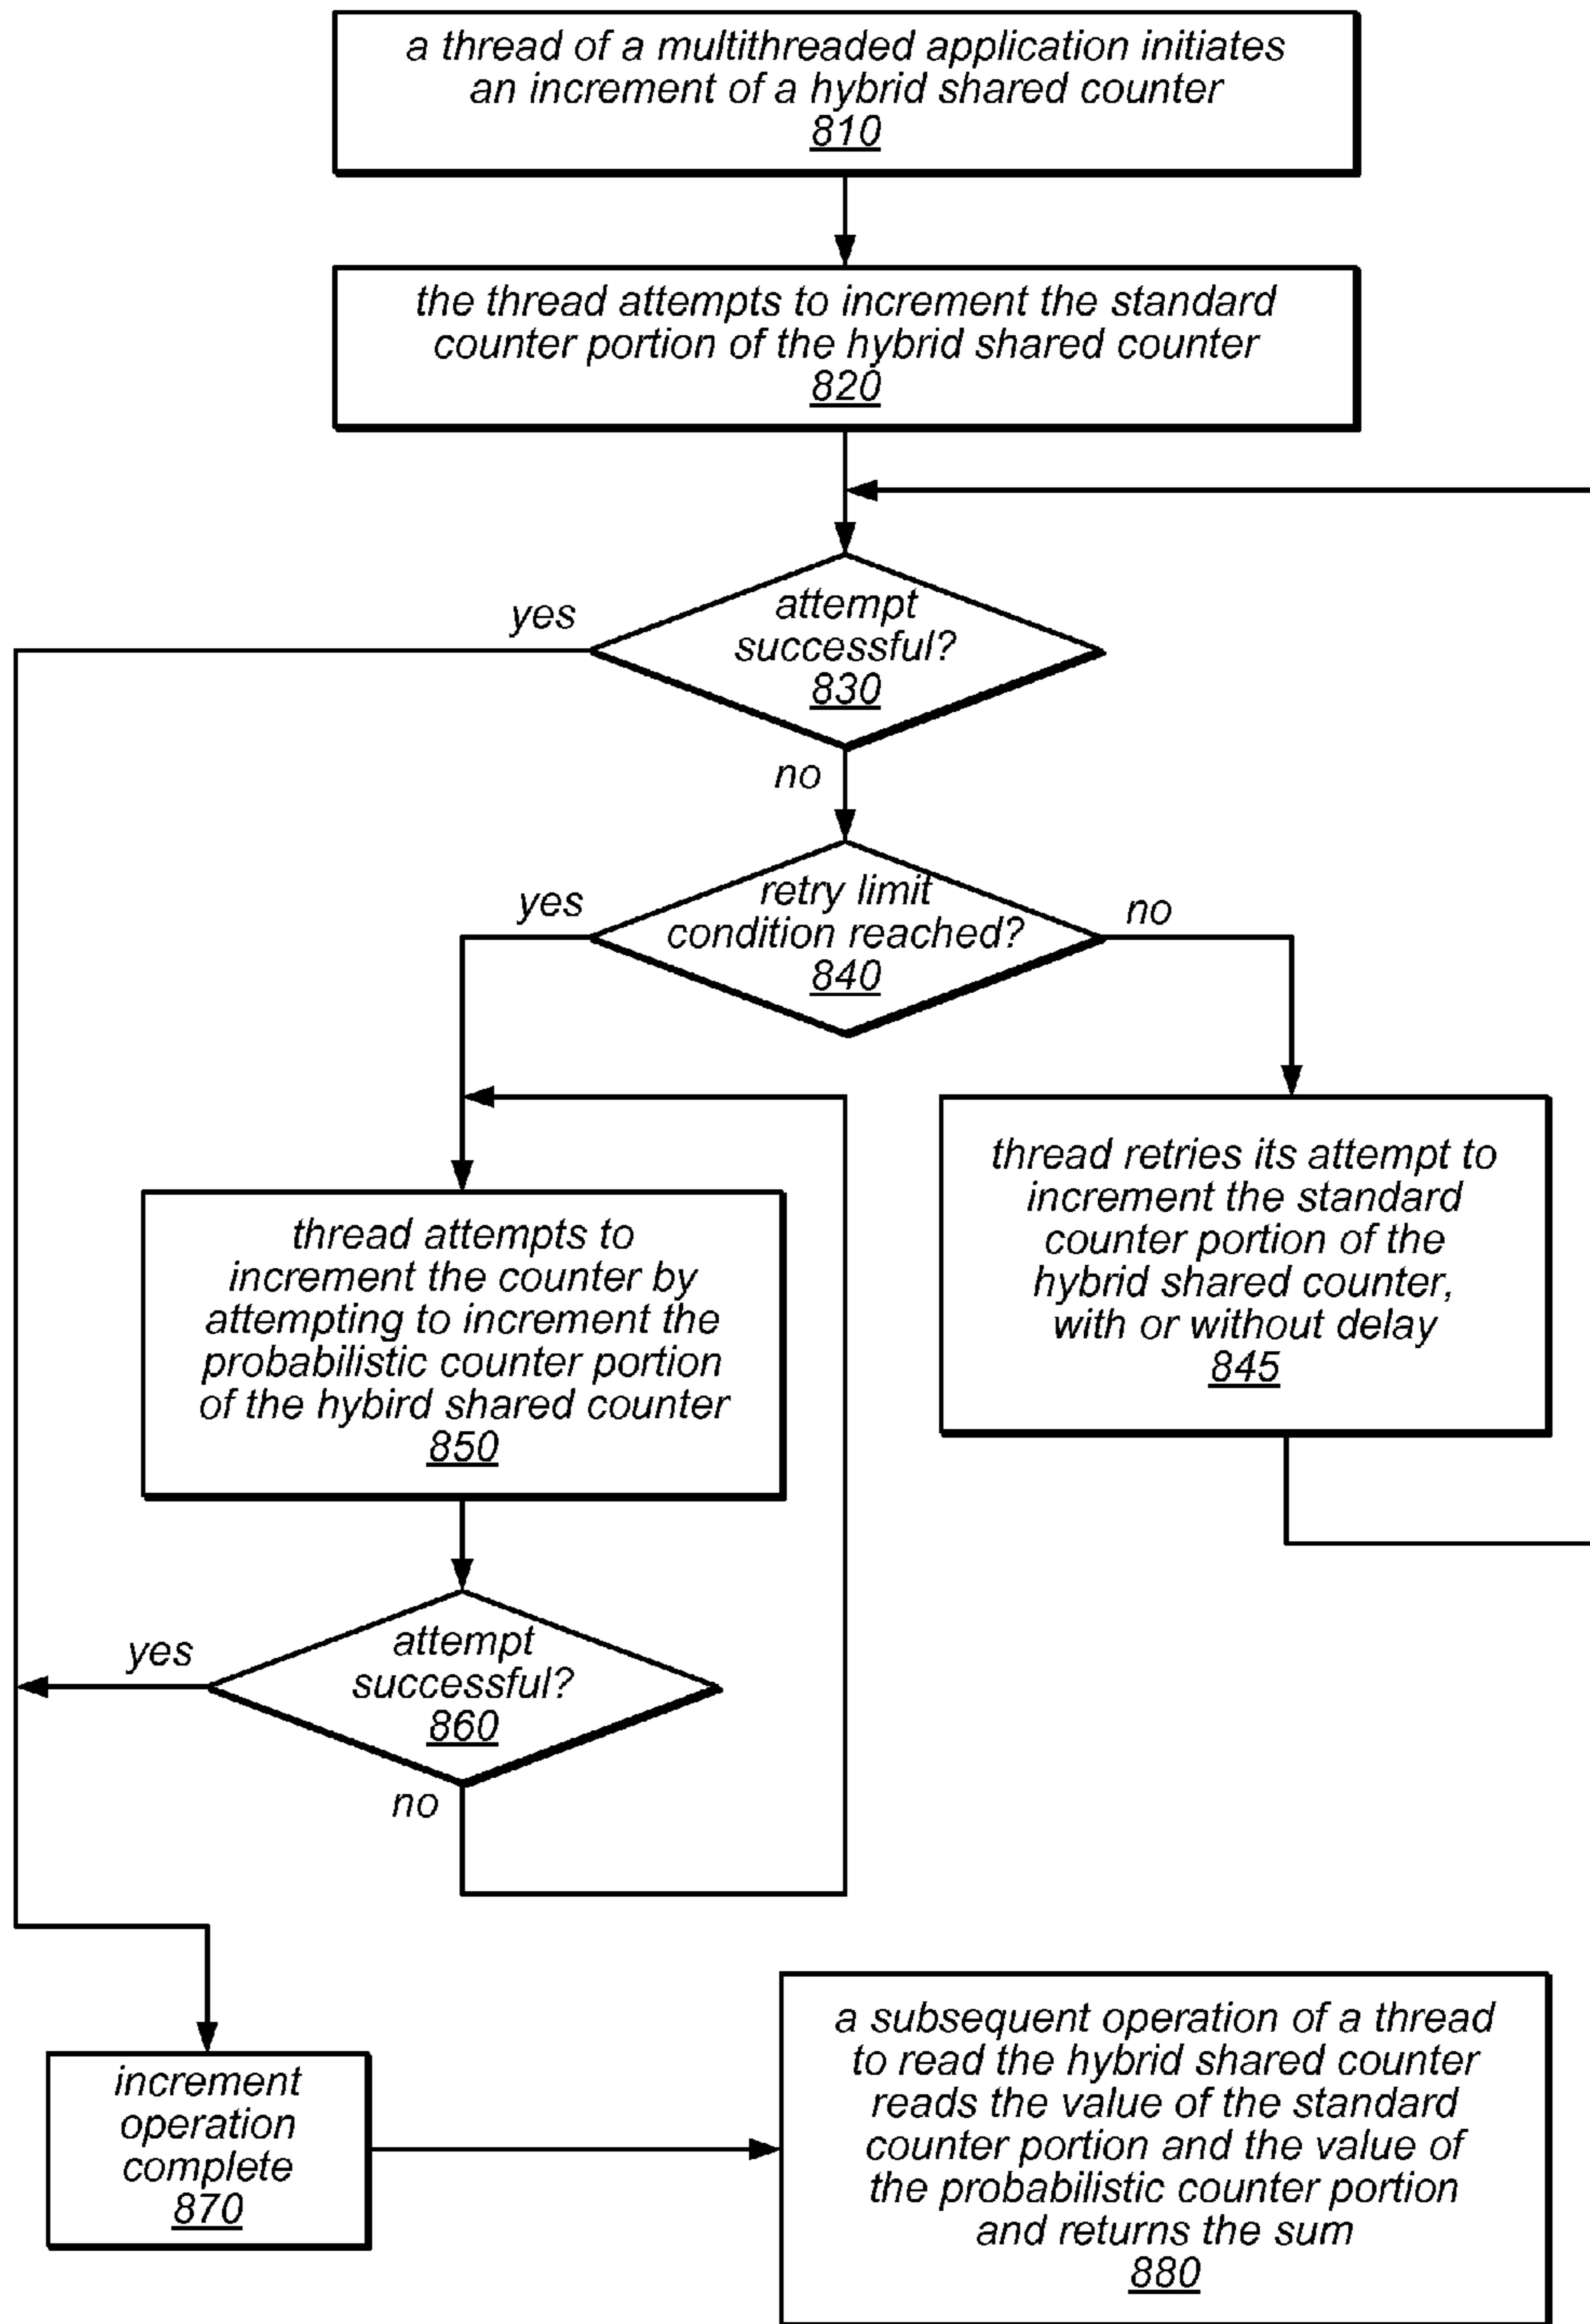 a thread of a multithreaded application initiates
an increment of a hybrid shared counter
810
the thread attempts to increment the standard
counter portion of the hybrid shared counter
820
yes
attempt
successful?
830
no
yes
retry limit
condition reached?
840
no
thread retries its attempt to
increment the standard
counter portion of the
hybrid shared counter,
with or without delay
845
thread attempts to
increment the counter by
attempting to increment the
probabilistic counter portion
of the hybird shared counter
850
yes
attempt
successful?
860
no
increment
operation
complete
870
a subsequent operation of a thread
to read the hybrid shared counter
reads the value of the standard
counter portion and the value of
the probabilistic counter portion
and returns the sum
880